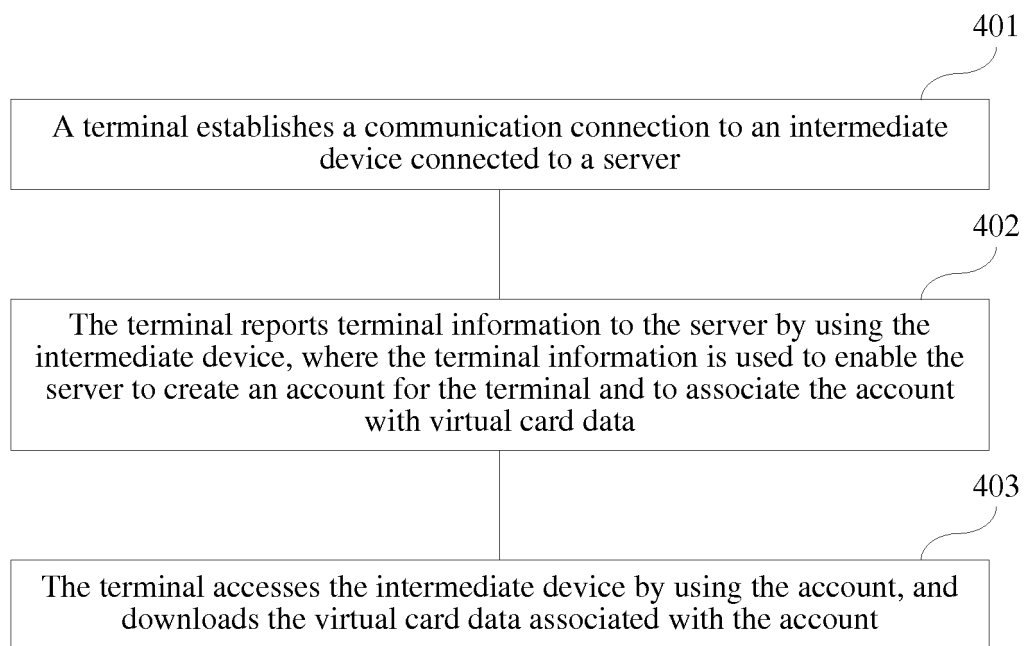 401
A terminal establishes a communication connection to an intermediate
device connected to a server
402
The terminal reports terminal information to the server by using the
intermediate device, where the terminal information is used to enable the
server to create an account for the terminal and to associate the account
with virtual card data
403
The terminal accesses the intermediate device by using the account, and
downloads the virtual card data associated with the account